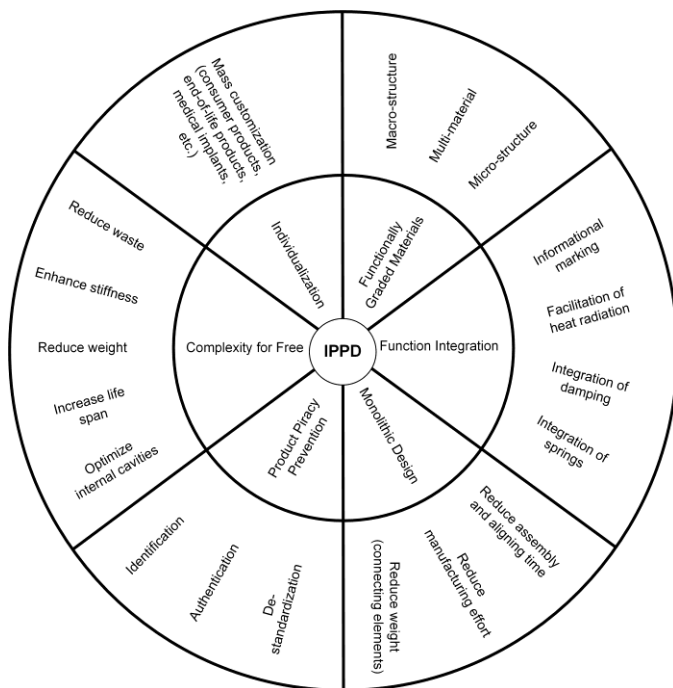 Mass customization
(consumer products,
end-of-life products,
medical implants,
etc.)
Macro-structure
Multi-material
Micro-structure
Individualization
Functionally
Graded Materials
Reduce waste
Enhance stiffness
Reduce weight
Increase life
span
Optimize
internal cavities
Complexity for Free
IPPD
Function Integration
Informational
marking
Facilitation of
heat radiation
Integration of
damping
Integration of
springs
Product Piracy
Prevention
Monolithic Design
Identification
Authentication
De-
standardization
Reduce weight
(connecting elements)
Reduce
manufacturing effort
Reduce assembly
and aligning time